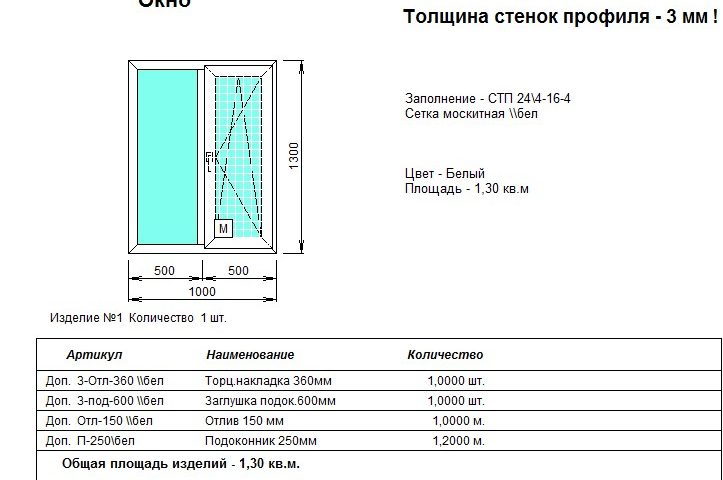 Окно
Толщина стенок профиля - 3 мм !
Заполнение - СТП 24\4-16-4
Сетка москитная \\бел
1300
Цвет - Белый
Площадь - 1,30 кв.м
М
500 500
1000
Изделие №1 Количество 1 шт.
Артикул Наименование Количество
Доп. З-Отл-360 \\бел Торц.накладка 360мм 1,0000 шт.
Доп. З-под-600 \\бел Заглушка подок.600мм 1,0000 шт.
Доп. Отл-150 \\бел Отлив 150 мм 1,0000 м.
Доп. П-250\бел Подоконник 250мм 1,2000 м.
Общая площадь изделий - 1,30 кв.м.